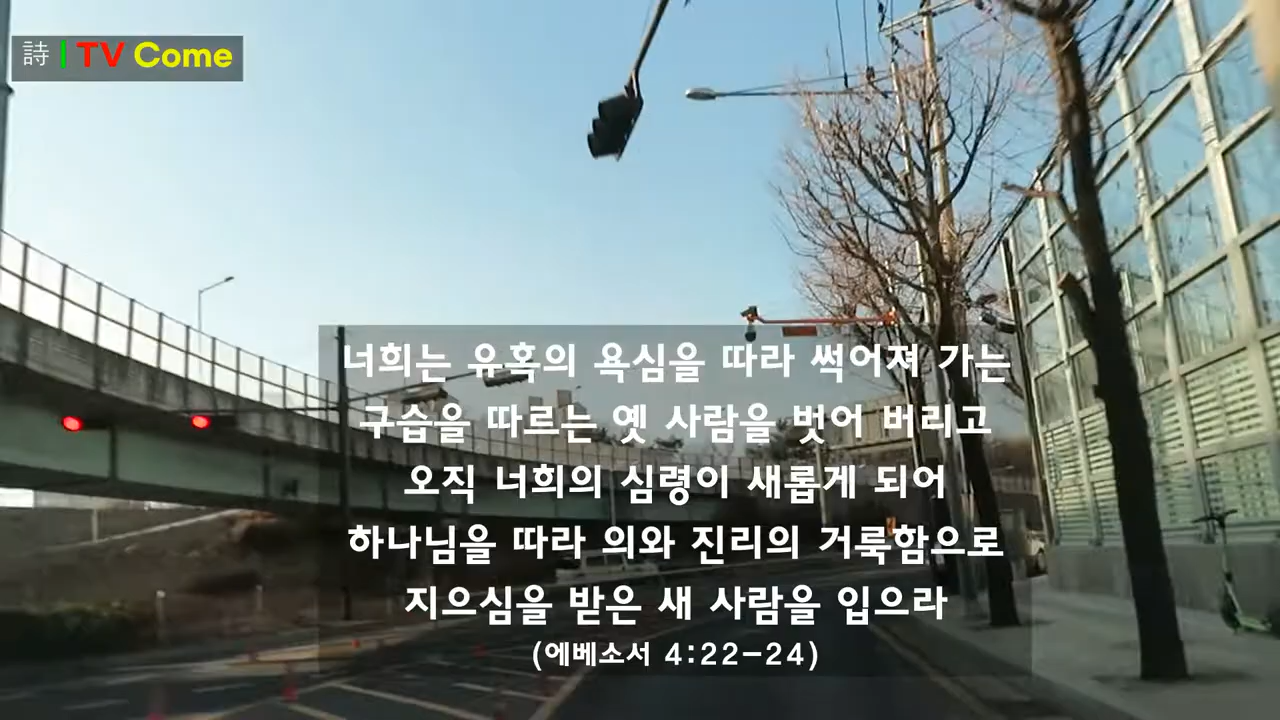 詩 | TV Come
너희는 유혹의 욕심을 따라 썩어져 가는
구습을 따르는 옛 사람을 벗어 버리고
오직 너희의 심령이 새롭게 되어
하나님을 따라 의와 진리의 거룩함으로
지으심을 받은 새 사람을 입으라
(에베소서 4:22-24)